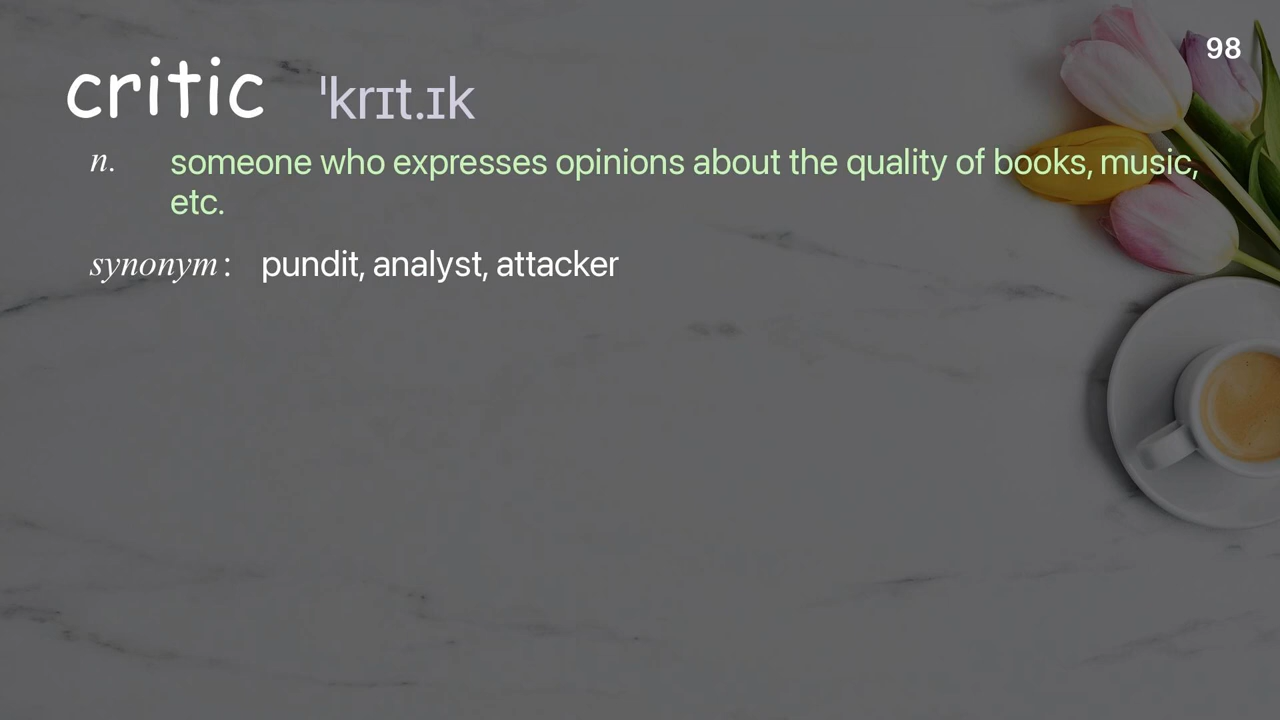 98
critic ˈkrɪt.ɪk
n. someone who expresses opinions about the quality of books, music,
etc.
synonym: pundit, analyst, attacker